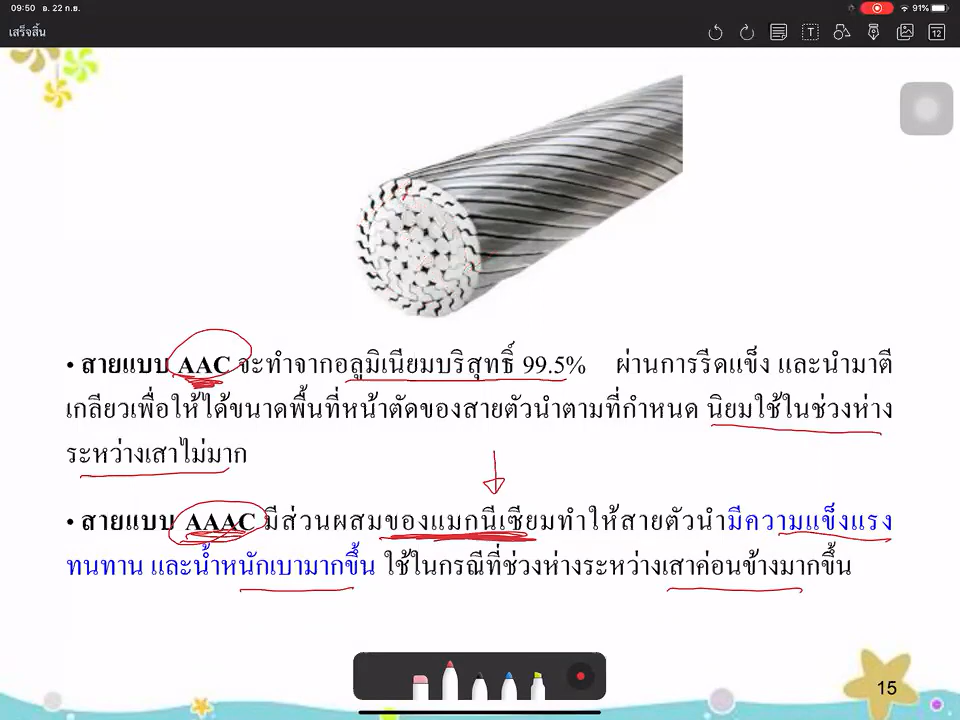 09:50 อ. 22 ก.ย. 91%
เสร็จสิ้น T 12
• สายแบบ AAC จะทำจากอลูมิเนียมบริสุทธิ์ 99.5% ผ่านการรีดแข็ง และนำมาตี
เกลียวเพื่อให้ได้ขนาดพื้นที่หน้าตัดของสายตัวนำตามที่กำหนด นิยมใช้ในช่วงห่าง
ระหว่างเสาไม่มาก
• สายแบบ AAAC มีส่วนผสมของแมกนีเซียมทำให้สายตัวนำมีความแข็งแรง
ทนทาน และน้ำหนักเบามากขึ้น ใช้ในกรณีที่ช่วงห่างระหว่างเสาค่อนข้างมากขึ้น
15